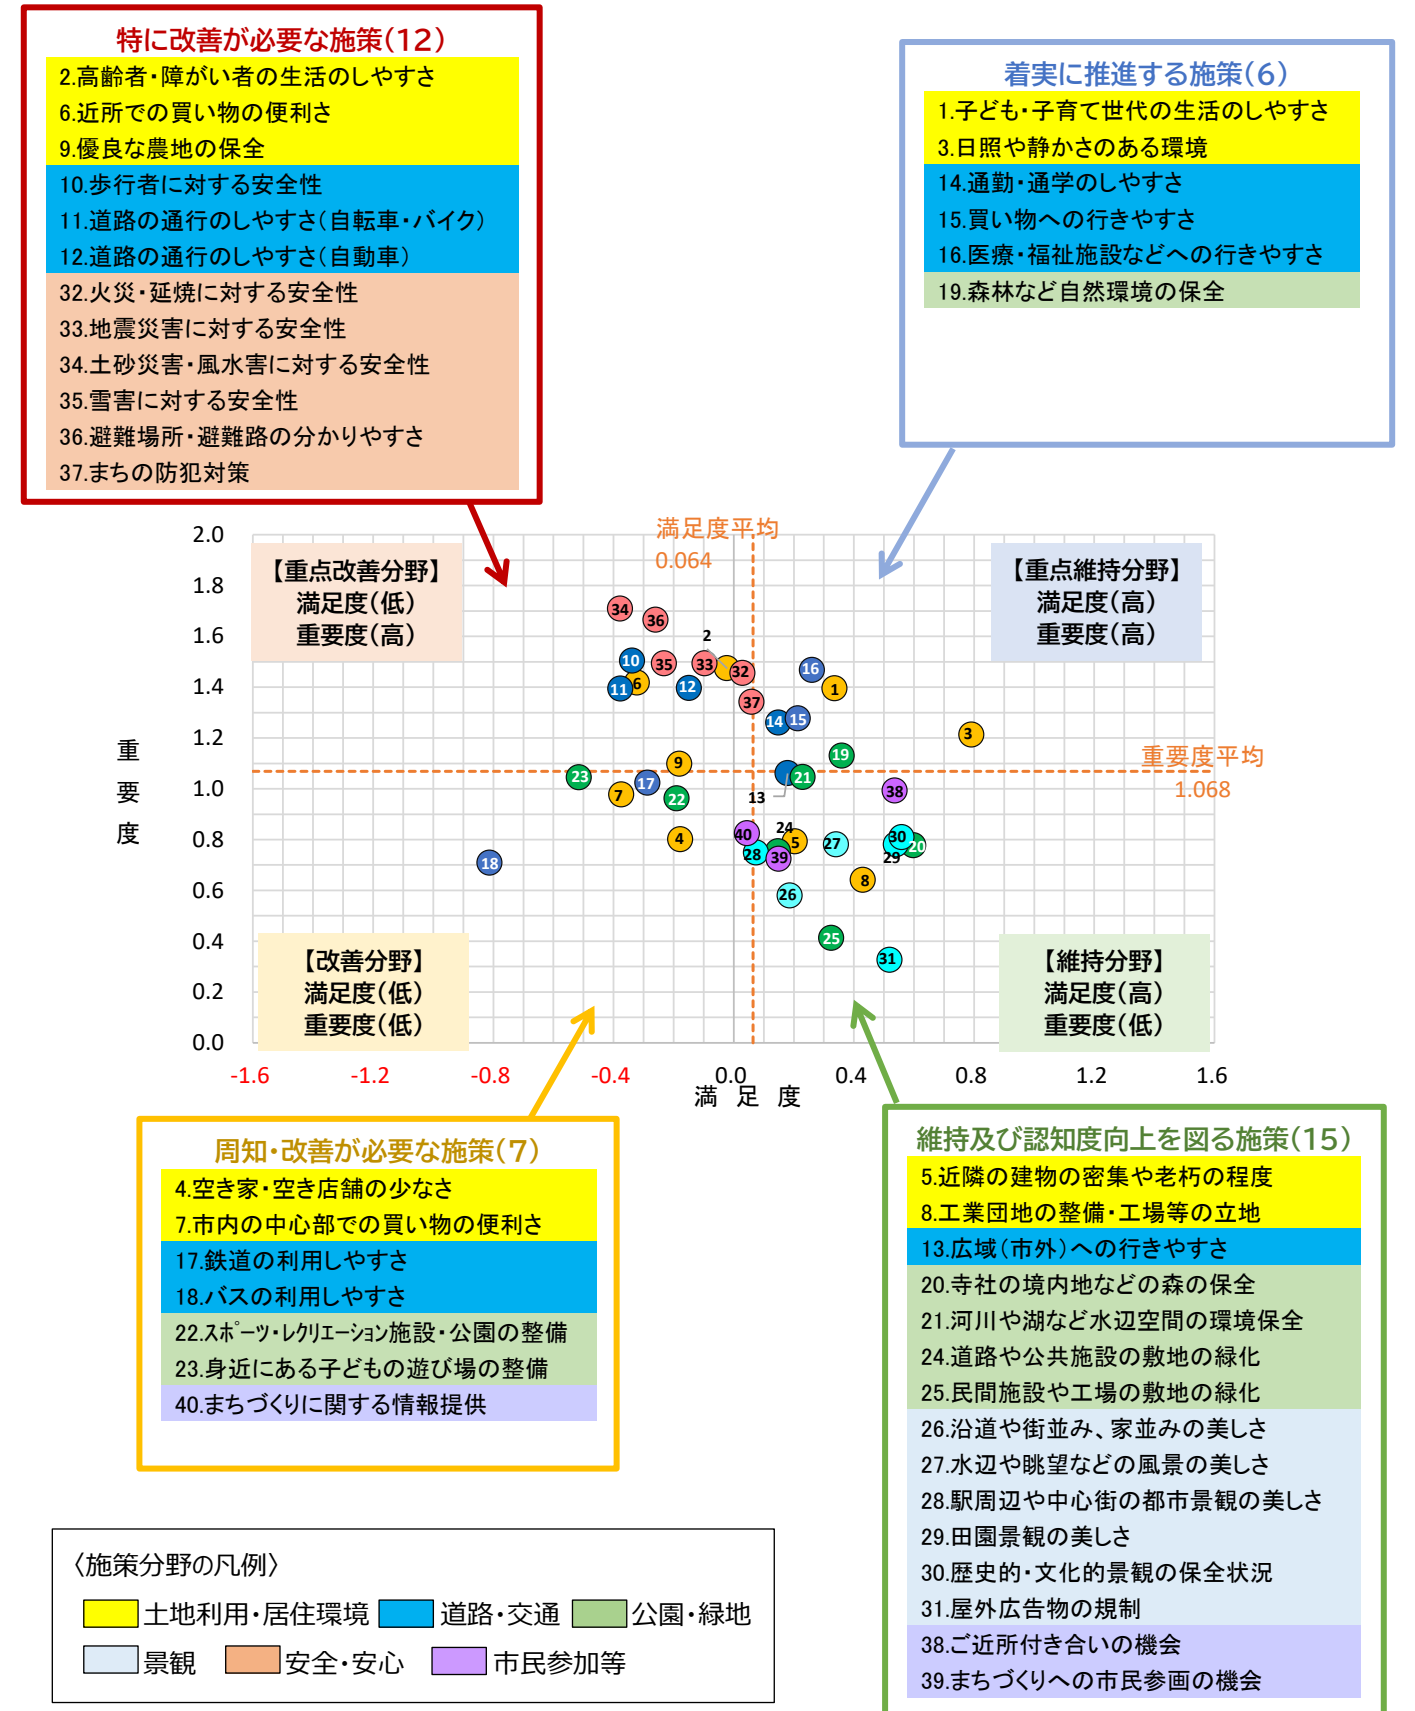 特に改善が必要な施策(12)
2.高齢者・障がい者の生活のしやすさ
6.近所での買い物の便利さ
9.優良な農地の保全
10.歩行者に対する安全性
11.道路の通行のしやすさ(自転車・バイク)
12.道路の通行のしやすさ(自動車)
32.火災・延焼に対する安全性
33.地震災害に対する安全性
34.土砂災害・風水害に対する安全性
35.雪害に対する安全性
36.避難場所・避難路の分かりやすさ
37.まちの防犯対策
着実に推進する施策(6)
1.子ども・子育て世代の生活のしやすさ
3.日照や静かさのある環境
14.通勤・通学のしやすさ
15.買い物への行きやすさ
16.医療・福祉施設などへの行きやすさ
19.森林など自然環境の保全
満足度平均
0.064
【重点改善分野】
満足度(低)
重要度(高)
【重点維持分野】
満足度(高)
重要度(高)
重要度平均
1.068
【改善分野】
満足度(低)
重要度(低)
【維持分野】
満足度(高)
重要度(低)
重要度
2.0
1.8
1.6
1.4
1.2
1.0
0.8
0.6
0.4
0.2
0.0
34
36
2
10
35
33
32
16
11
6
12
37
1
14
15
3
9
19
23
17
13
21
7
22
38
4
40
24
5
27
30
28
39
29
20
18
8
26
25
31
-1.6
-1.2
-0.8
-0.4
0.0
0.4
0.8
1.2
1.6
満足度
周知・改善が必要な施策(7)
4.空き家・空き店舗の少なさ
7.市内の中心部での買い物の便利さ
17.鉄道の利用しやすさ
18.バスの利用しやすさ
22.ｽﾎﾟｰﾂ・ﾚｸﾘｴｰｼｮﾝ施設・公園の整備
23.身近にある子どもの遊び場の整備
40.まちづくりに関する情報提供
維持及び認知度向上を図る施策(15)
5.近隣の建物の密集や老朽の程度
8.工業団地の整備・工場等の立地
13.広域(市外)への行きやすさ
20.寺社の境内地などの森の保全
21.河川や湖など水辺空間の環境保全
24.道路や公共施設の敷地の緑化
25.民間施設や工場の敷地の緑化
26.沿道や街並み、家並みの美しさ
27.水辺や眺望などの風景の美しさ
28.駅周辺や中心街の都市景観の美しさ
29.田園景観の美しさ
30.歴史的・文化的景観の保全状況
31.屋外広告物の規制
38.ご近所付き合いの機会
39.まちづくりへの市民参画の機会
〈施策分野の凡例〉
土地利用・居住環境 道路・交通 公園・緑地
景観 安全・安心 市民参加等